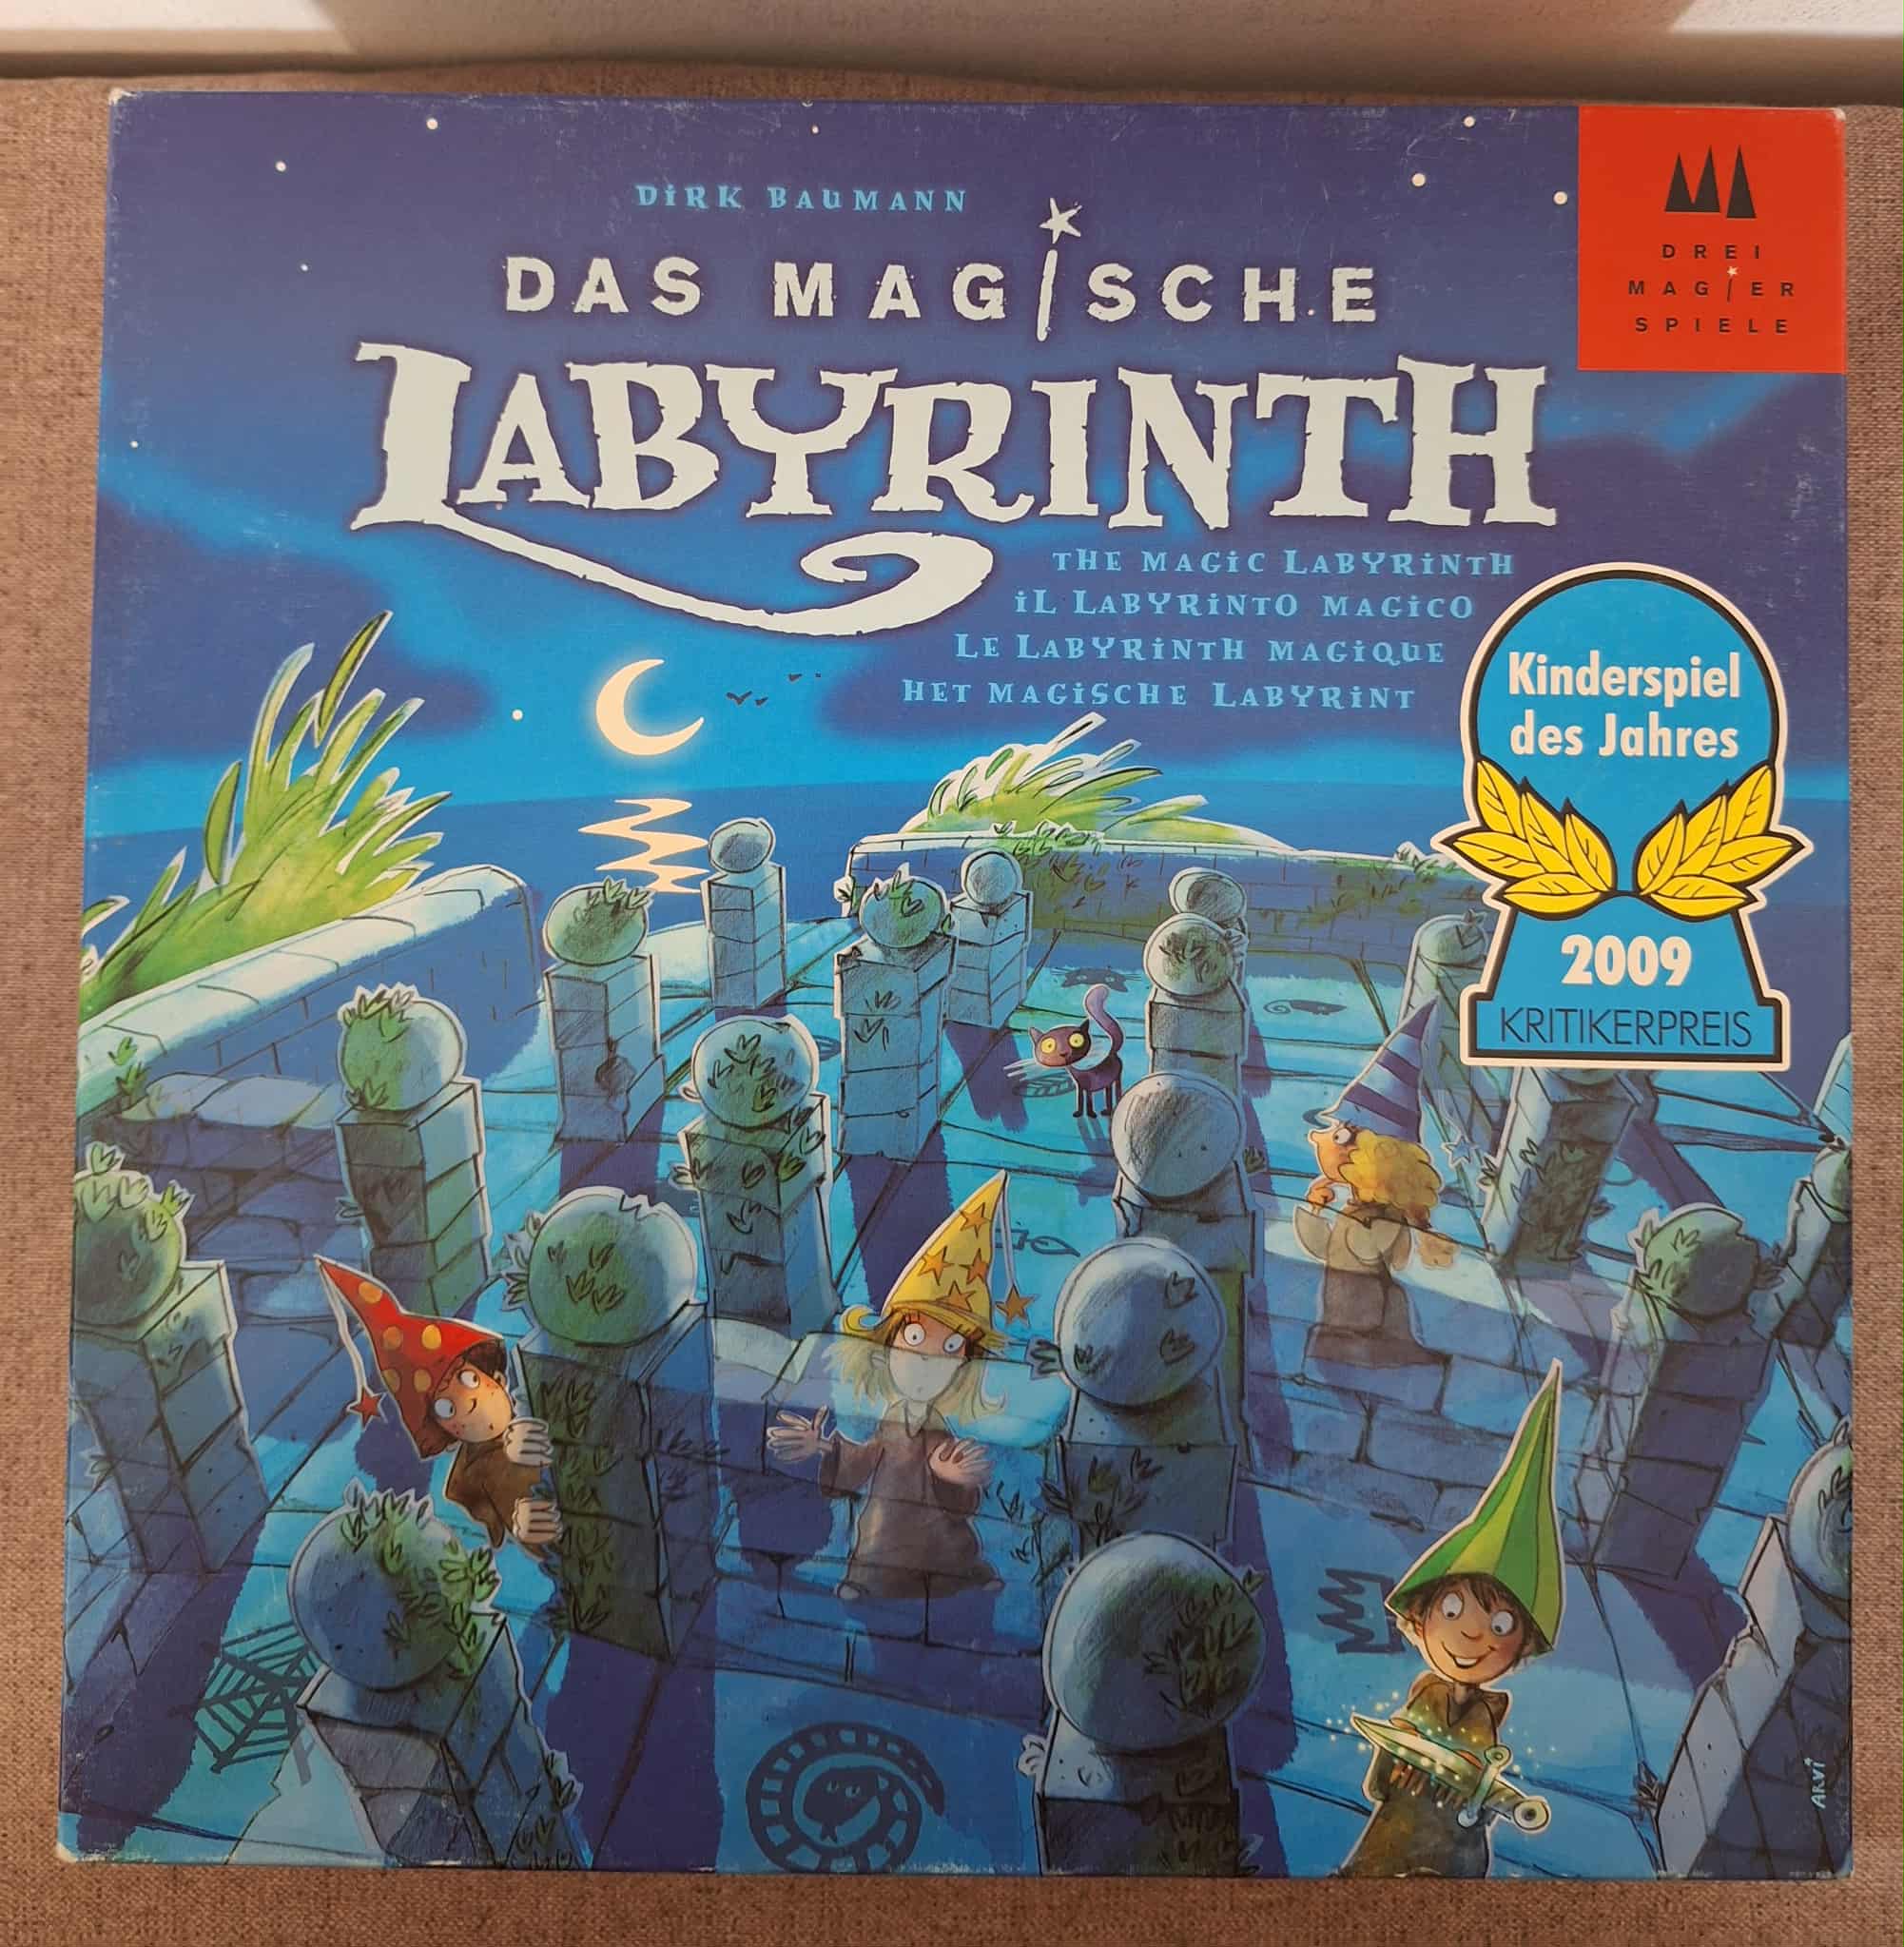 DIRK BAUMANN
DAS MAGISCHE
LABYRINTH
DREI
MAGIER
SPIELE
THE MAGIC LABYRINTH
IL LABYRINTO MAGICO
LE LABYRINTH MAGIQUE
HET MAGISCHE LABYRINT
Kinderspiel
des Jahres
2009
KRITIKERPREIS
ARVI